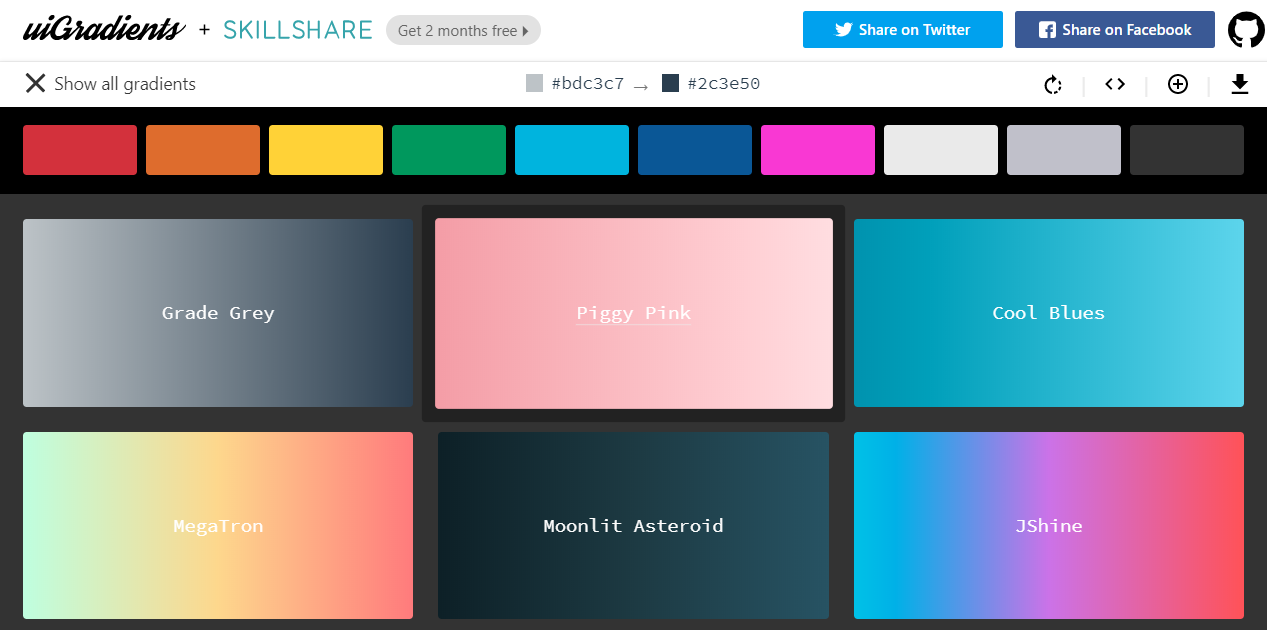 uiGradients + SKILLSHARE Get 2 months free Share on Twitter Share on Facebook
Show all gradients #bdc3c7 → #2c3e50
Grade Grey Piggy Pink Cool Blues
MegaTron Moonlit Asteroid JShine